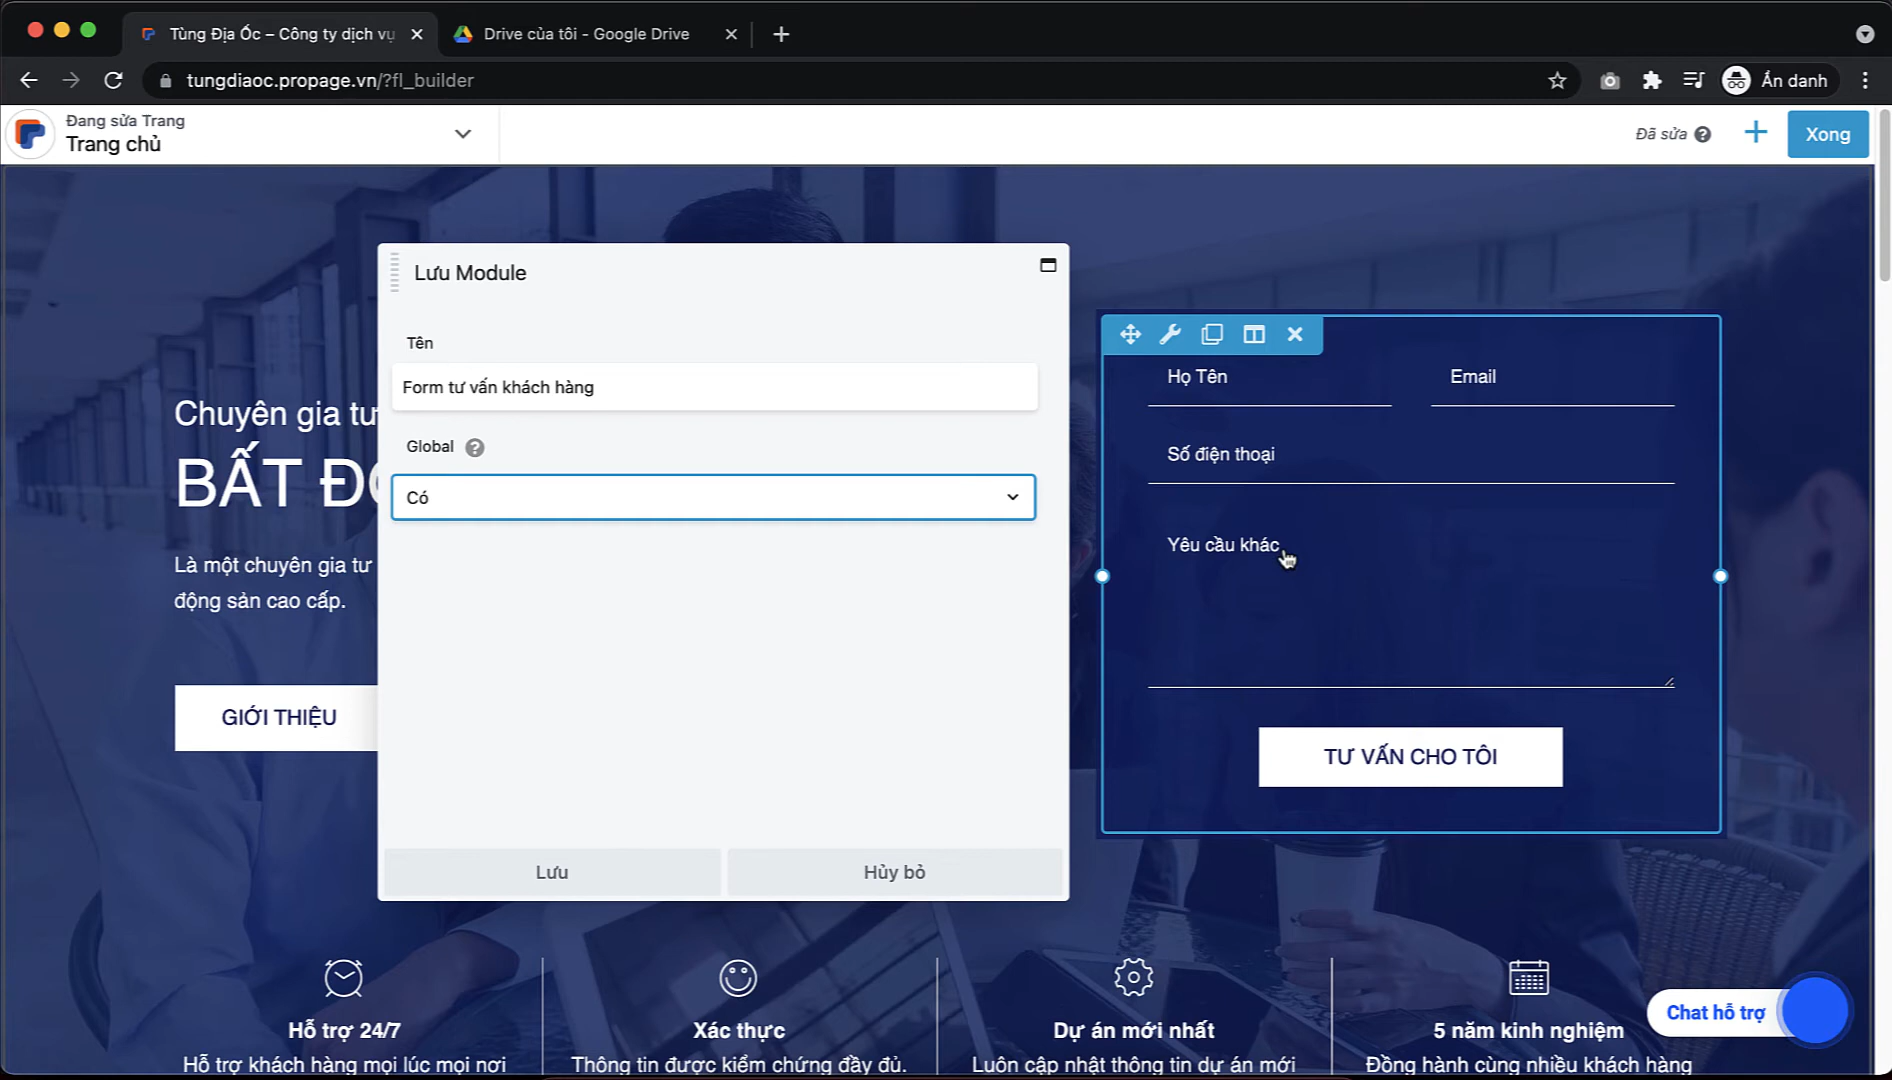 Tùng Địa Ốc – Công ty dịch vụ
Drive của tôi - Google Drive
tungdiaoc.propage.vn/?fl_builder
Ẩn danh
Đang sửa Trang
Trang chủ
Đã sửa
Xong
Lưu Module
Tên
Form tư vấn khách hàng
Global
Có
Lưu
Hủy bỏ
Chuyên gia tư
BẤT ĐỘ
Là một chuyên gia tư
động sản cao cấp.
GIỚI THIỆU
Họ Tên
Email
Số điện thoại
Yêu cầu khác
TƯ VẤN CHO TÔI
Hỗ trợ 24/7
Hỗ trợ khách hàng mọi lúc mọi nơi
Xác thực
Thông tin được kiểm chứng đầy đủ.
Dự án mới nhất
Luôn cập nhật thông tin dự án mới
5 năm kinh nghiệm
Đồng hành cùng nhiều khách hàng
Chat hỗ trợ